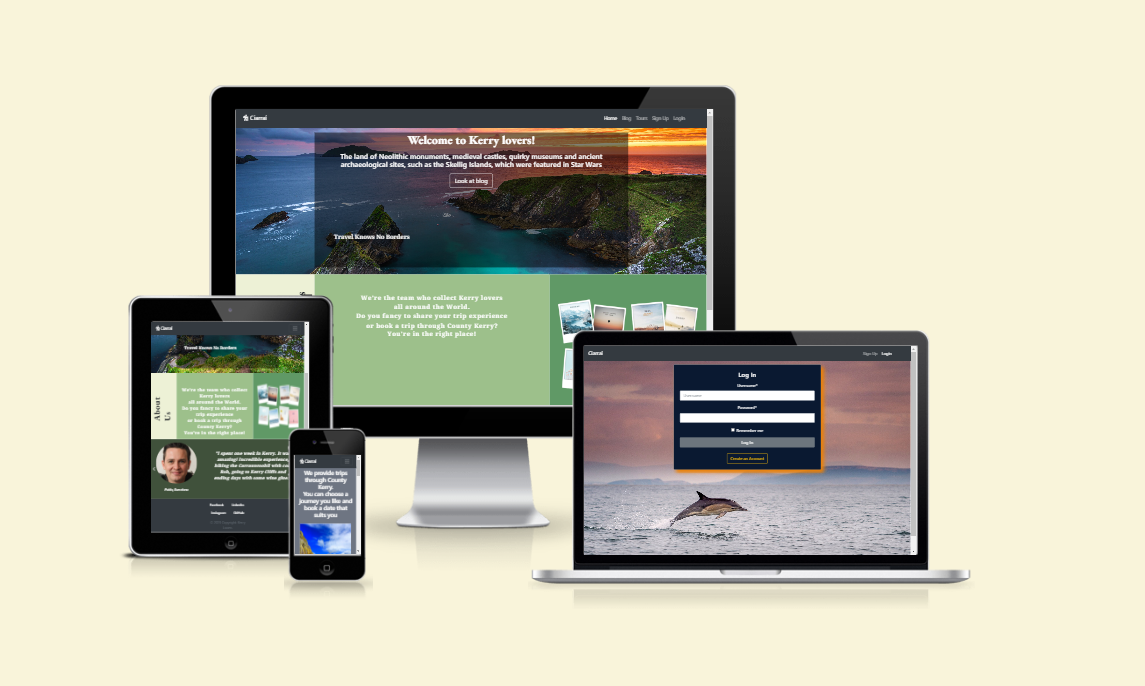 Ciarraí
Home Blog Tours Sign Up Login
Welcome to Kerry lovers!
The land of Neolithic monuments, medieval castles, quirky museums and ancient
archaeological sites, such as the Skellig Islands, which were featured in Star Wars
Look at blog
Travel Knows No Borders
We're the team who collect Kerry lovers
all around the World.
Do you fancy to share your trip experience
or book a trip through County Kerry?
You're in the right place!
Ciarraí
Travel Knows No Borders
About
Us
We're the team who collect
Kerry lovers
all around the World.
Do you fancy to share your
trip experience
or book a trip through
County Kerry?
You're in the right place!
"I spent one week in Kerry. It was
amazing! Incredible experience,
hiking the Carrauntoohil with
Rob, going to Kerry Cliffs and
ending days with some wine
Facebook LinkedIn
Instagram GitHub
Ciarraí
We provide trips
through County
Kerry.
You can choose a
journey you like and
book a date that
suits you
Ciarraí
Sign Up Login
Log In
Username*
Username
Password*
Remember me
Log In
Create an Account